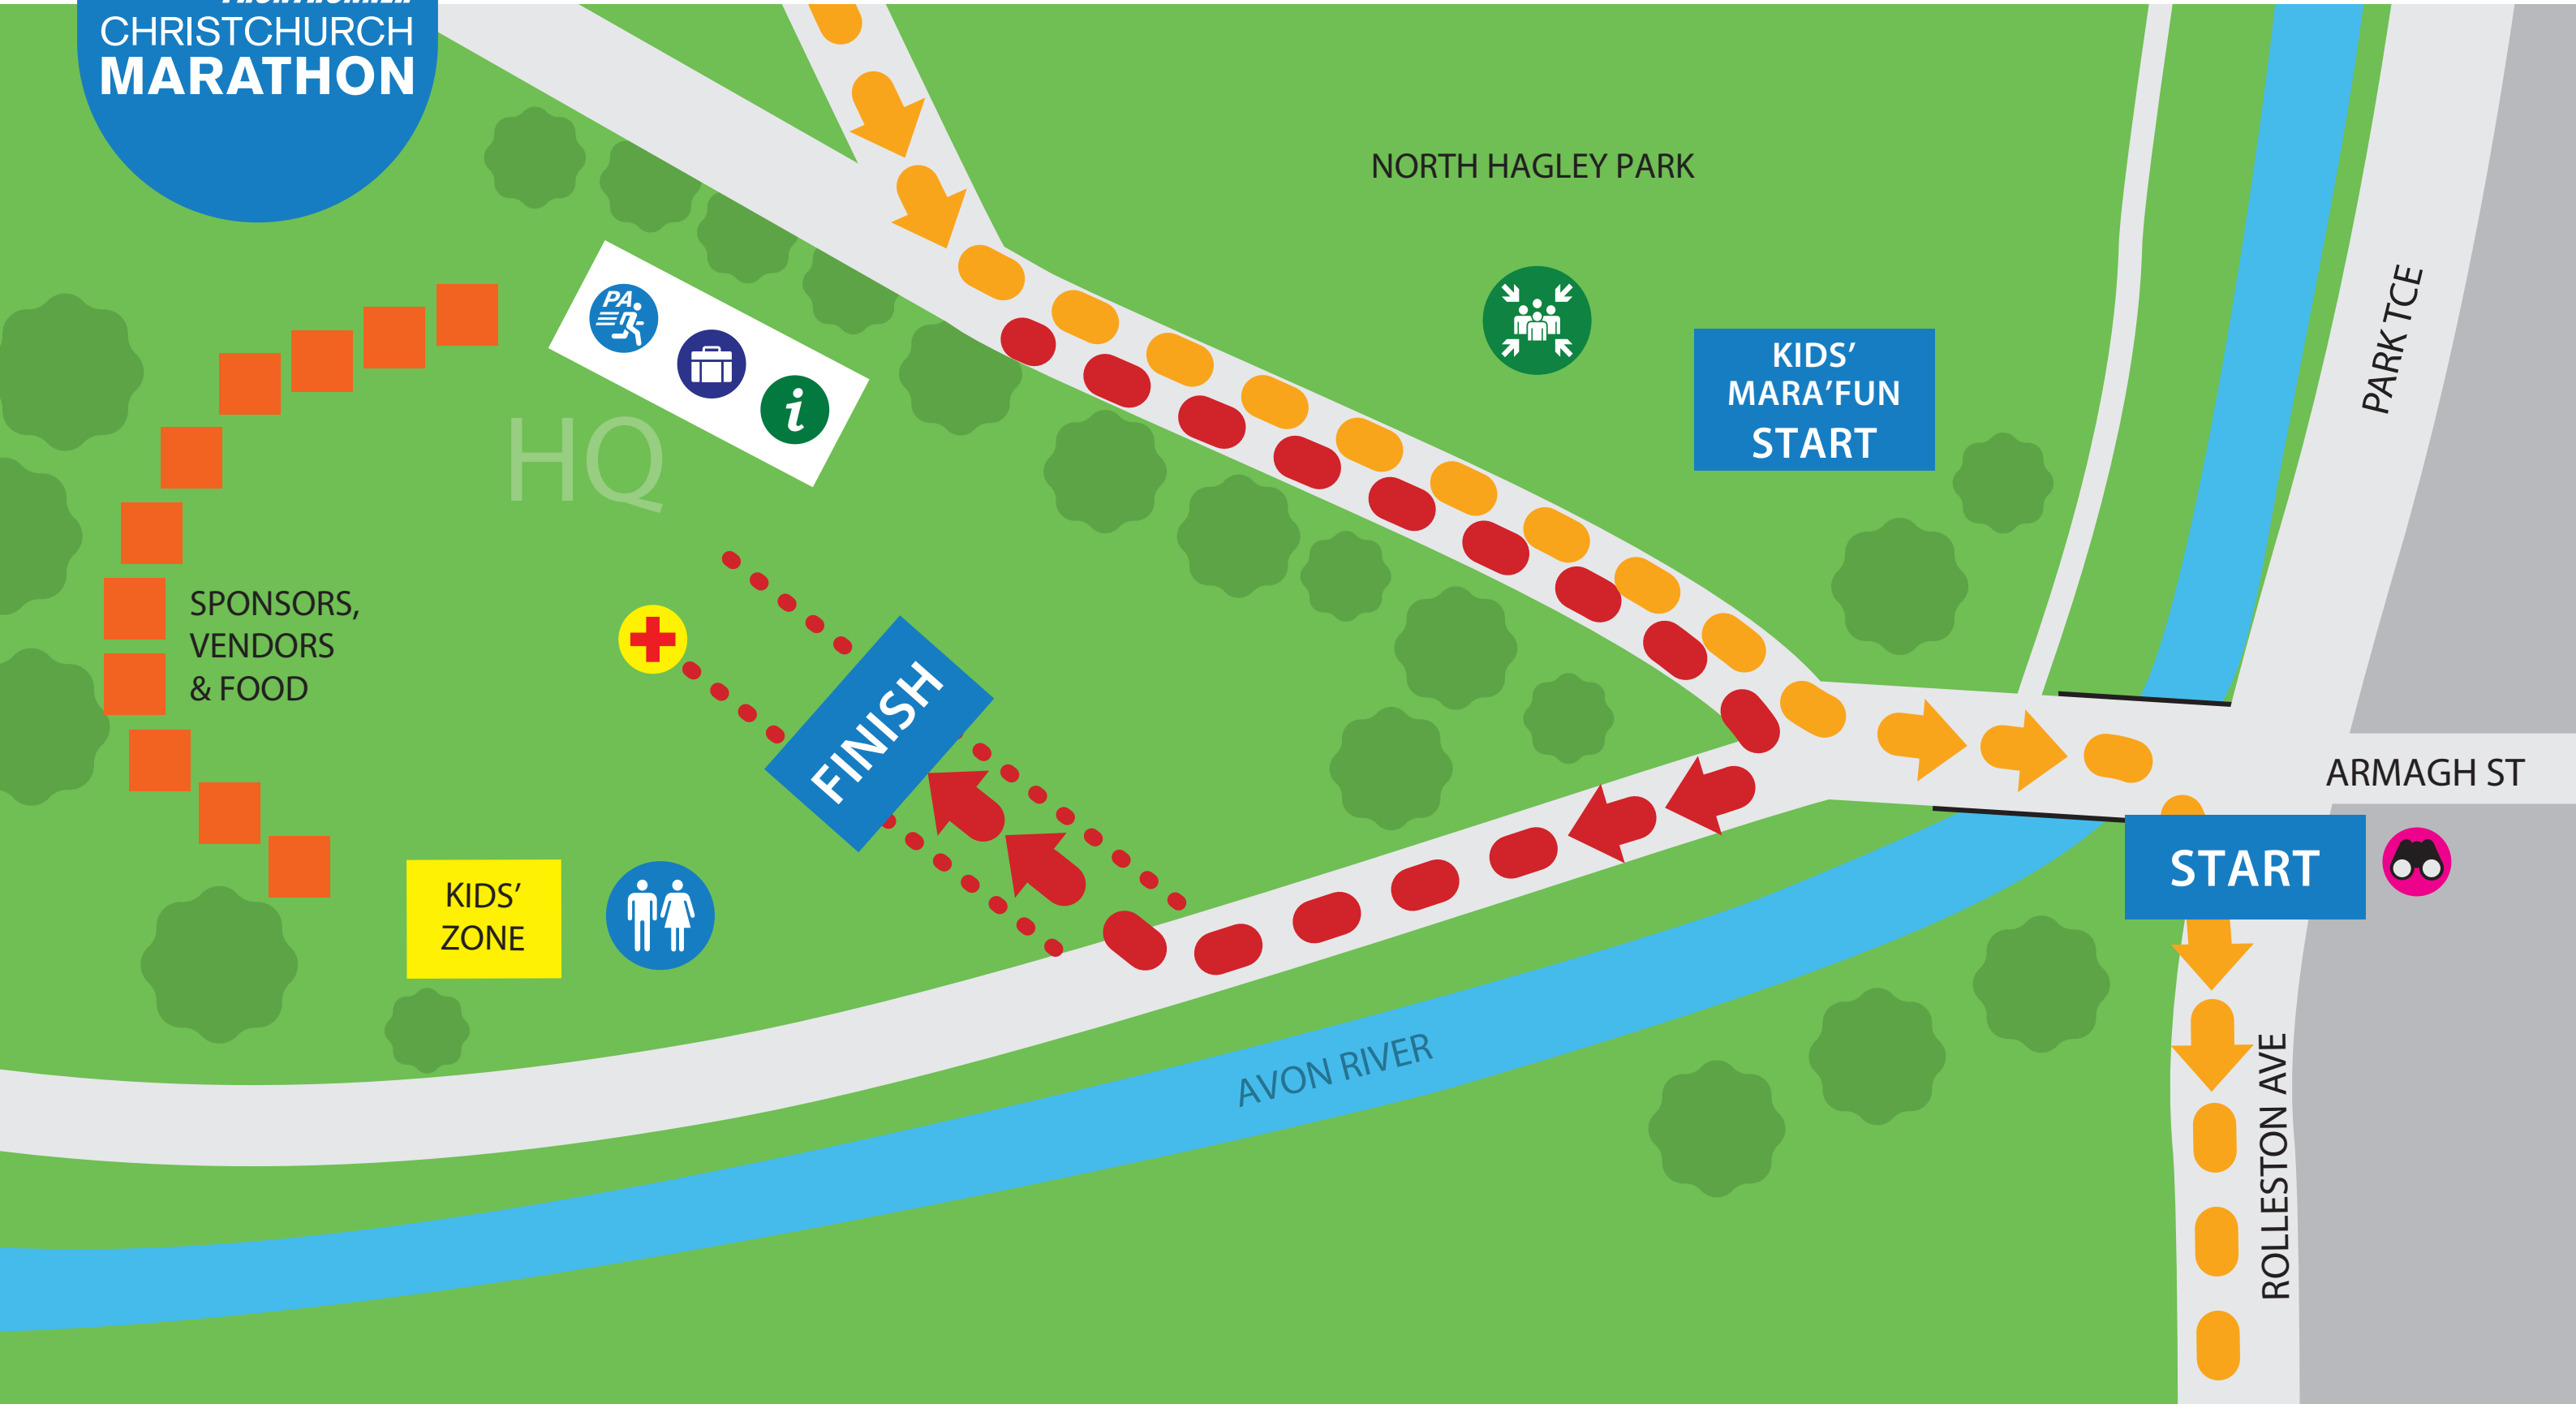 CHRISTCHURCH
MARATHON
NORTH HAGLEY PARK
PARK TCE
PA
i
KIDS’
MARA’FUN
START
HQ
SPONSORS,
VENDORS
& FOOD
FINISH
ARMAGH ST
START
KIDS’
ZONE
AVON RIVER
ROLLESTON AVE